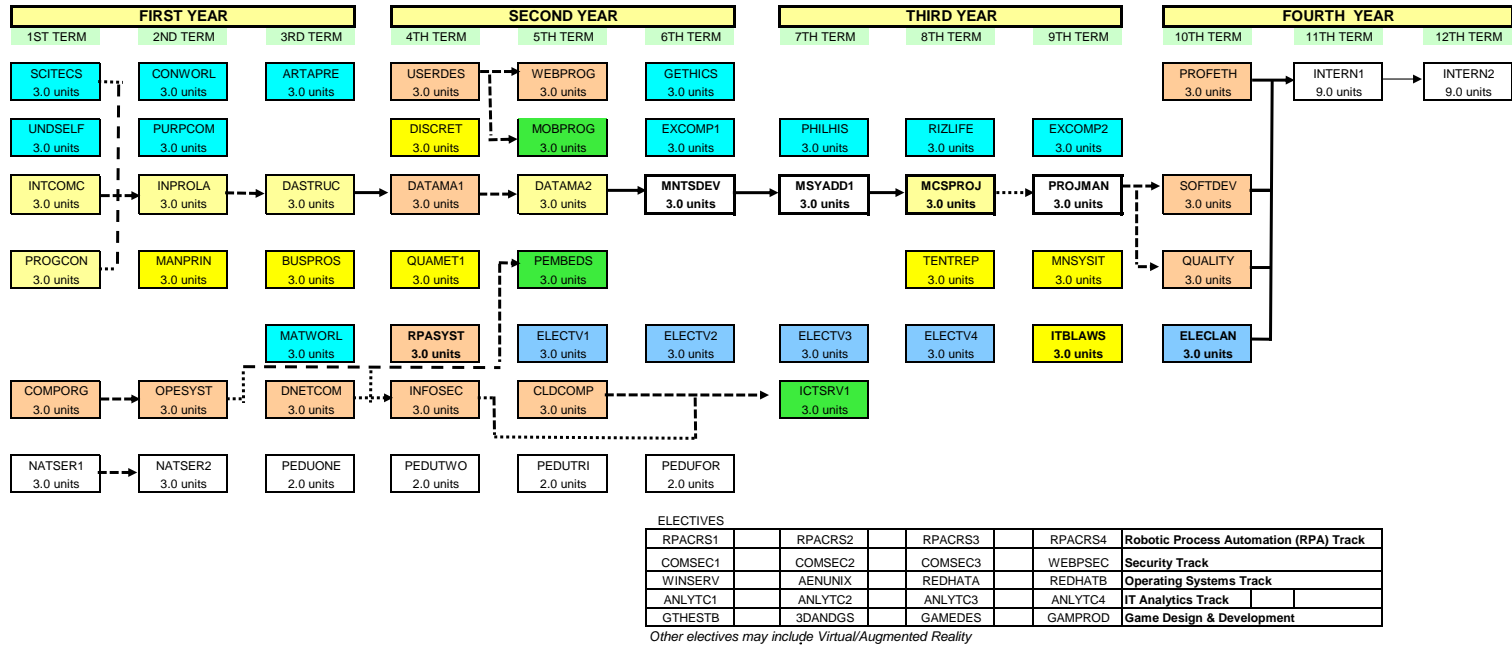 FIRST YEAR SECOND YEAR THIRD YEAR FOURTH YEAR
1ST TERM 2ND TERM 3RD TERM 4TH TERM 5TH TERM 6TH TERM 7TH TERM 8TH TERM 9TH TERM 10TH TERM 11TH TERM 12TH TERM
SCITECS CONWORL ARTAPRE USERDES WEBPROG GETHICS PROFETH INTERN1 INTERN2
3.0 units 3.0 units 3.0 units 3.0 units 3.0 units 3.0 units 3.0 units 9.0 units 9.0 units
UNDSELF PURPCOM DISCRET MOBPROG EXCOMP1 PHILHIS RIZLIFE EXCOMP2
3.0 units 3.0 units 3.0 units 3.0 units 3.0 units 3.0 units 3.0 units 3.0 units
INTCOMC INPROLA DASTRUC DATAMA1 DATAMA2 MNTSDEV MSYADD1 MCSPROJ PROJMAN SOFTDEV
3.0 units 3.0 units 3.0 units 3.0 units 3.0 units 3.0 units 3.0 units 3.0 units 3.0 units 3.0 units
PROGCON MANPRIN BUSPROS QUAMET1 PEMBEDS TENTREP MNSYSIT QUALITY
3.0 units 3.0 units 3.0 units 3.0 units 3.0 units 3.0 units 3.0 units 3.0 units
MATWORL RPASYST ELECTV1 ELECTV2 ELECTV3 ELECTV4 ITBLAWS ELECLAN
3.0 units 3.0 units 3.0 units 3.0 units 3.0 units 3.0 units 3.0 units 3.0 units
COMPORG OPESYST DNETCOM INFOSEC CLDCOMP ICTSRV1
3.0 units 3.0 units 3.0 units 3.0 units 3.0 units 3.0 units
NATSER1 NATSER2 PEDUONE PEDUTWO PEDUTRI PEDUFOR
3.0 units 3.0 units 2.0 units 2.0 units 2.0 units 2.0 units
ELECTIVES
RPACRS1 RPACRS2 RPACRS3 RPACRS4 Robotic Process Automation (RPA) Track
COMSEC1 COMSEC2 COMSEC3 WEBPSEC Security Track
WINSERV AENUNIX REDHATA REDHATB Operating Systems Track
ANLYTC1 ANLYTC2 ANLYTC3 ANLYTC4 IT Analytics Track
GTHESTB 3DANDGS GAMEDES GAMPROD Game Design & Development
Other electives may include Virtual/Augmented Reality